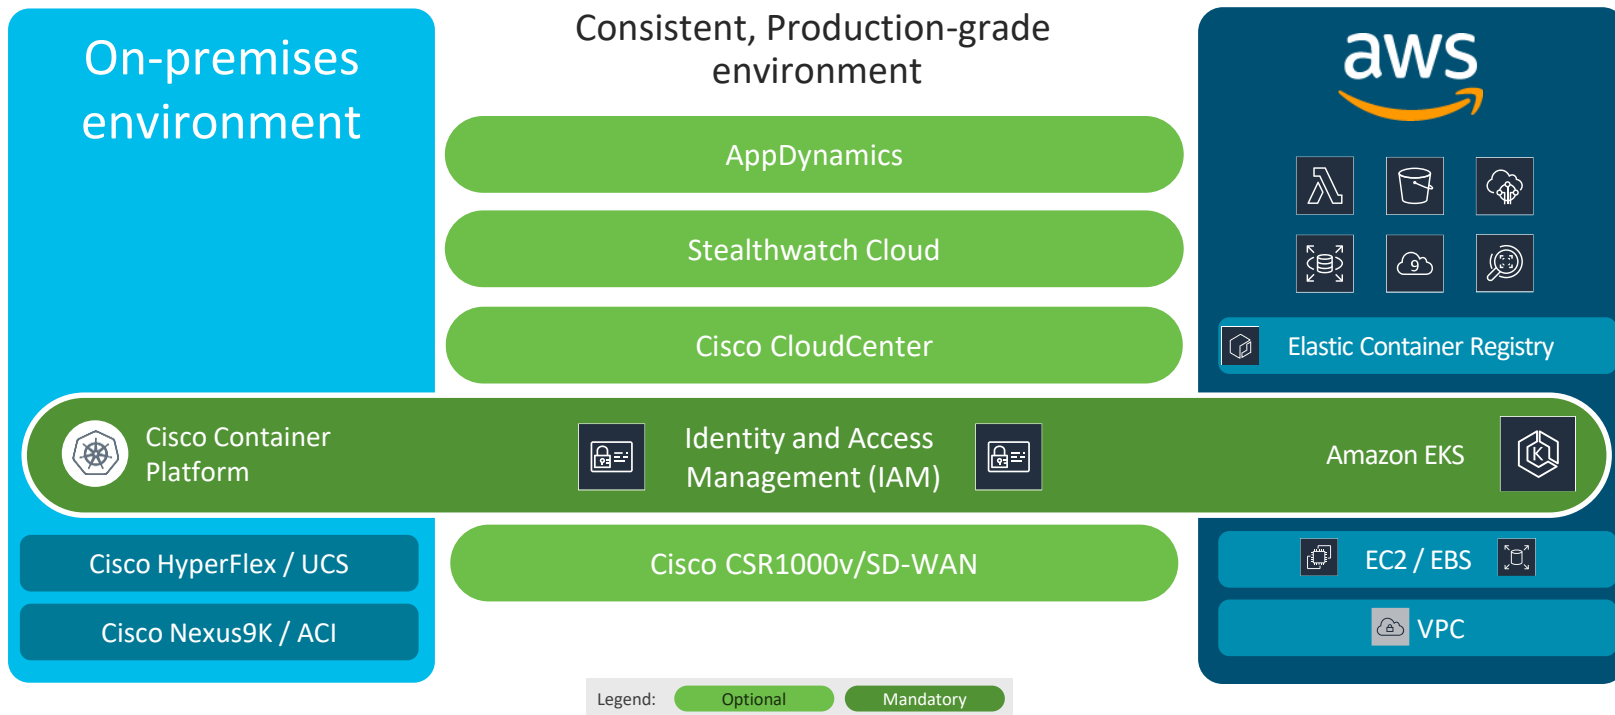 On-premises
environment
Consistent, Production-grade
environment
aws
AppDynamics
Stealthwatch Cloud
9
Cisco CloudCenter
Elastic Container Registry
Cisco Container
Platform
Identity and Access
Management (IAM)
Amazon EKS
K
Cisco HyperFlex / UCS
Cisco CSR1000v/SD-WAN
EC2 / EBS
Cisco Nexus9K / ACI
VPC
Legend:
Optional
Mandatory